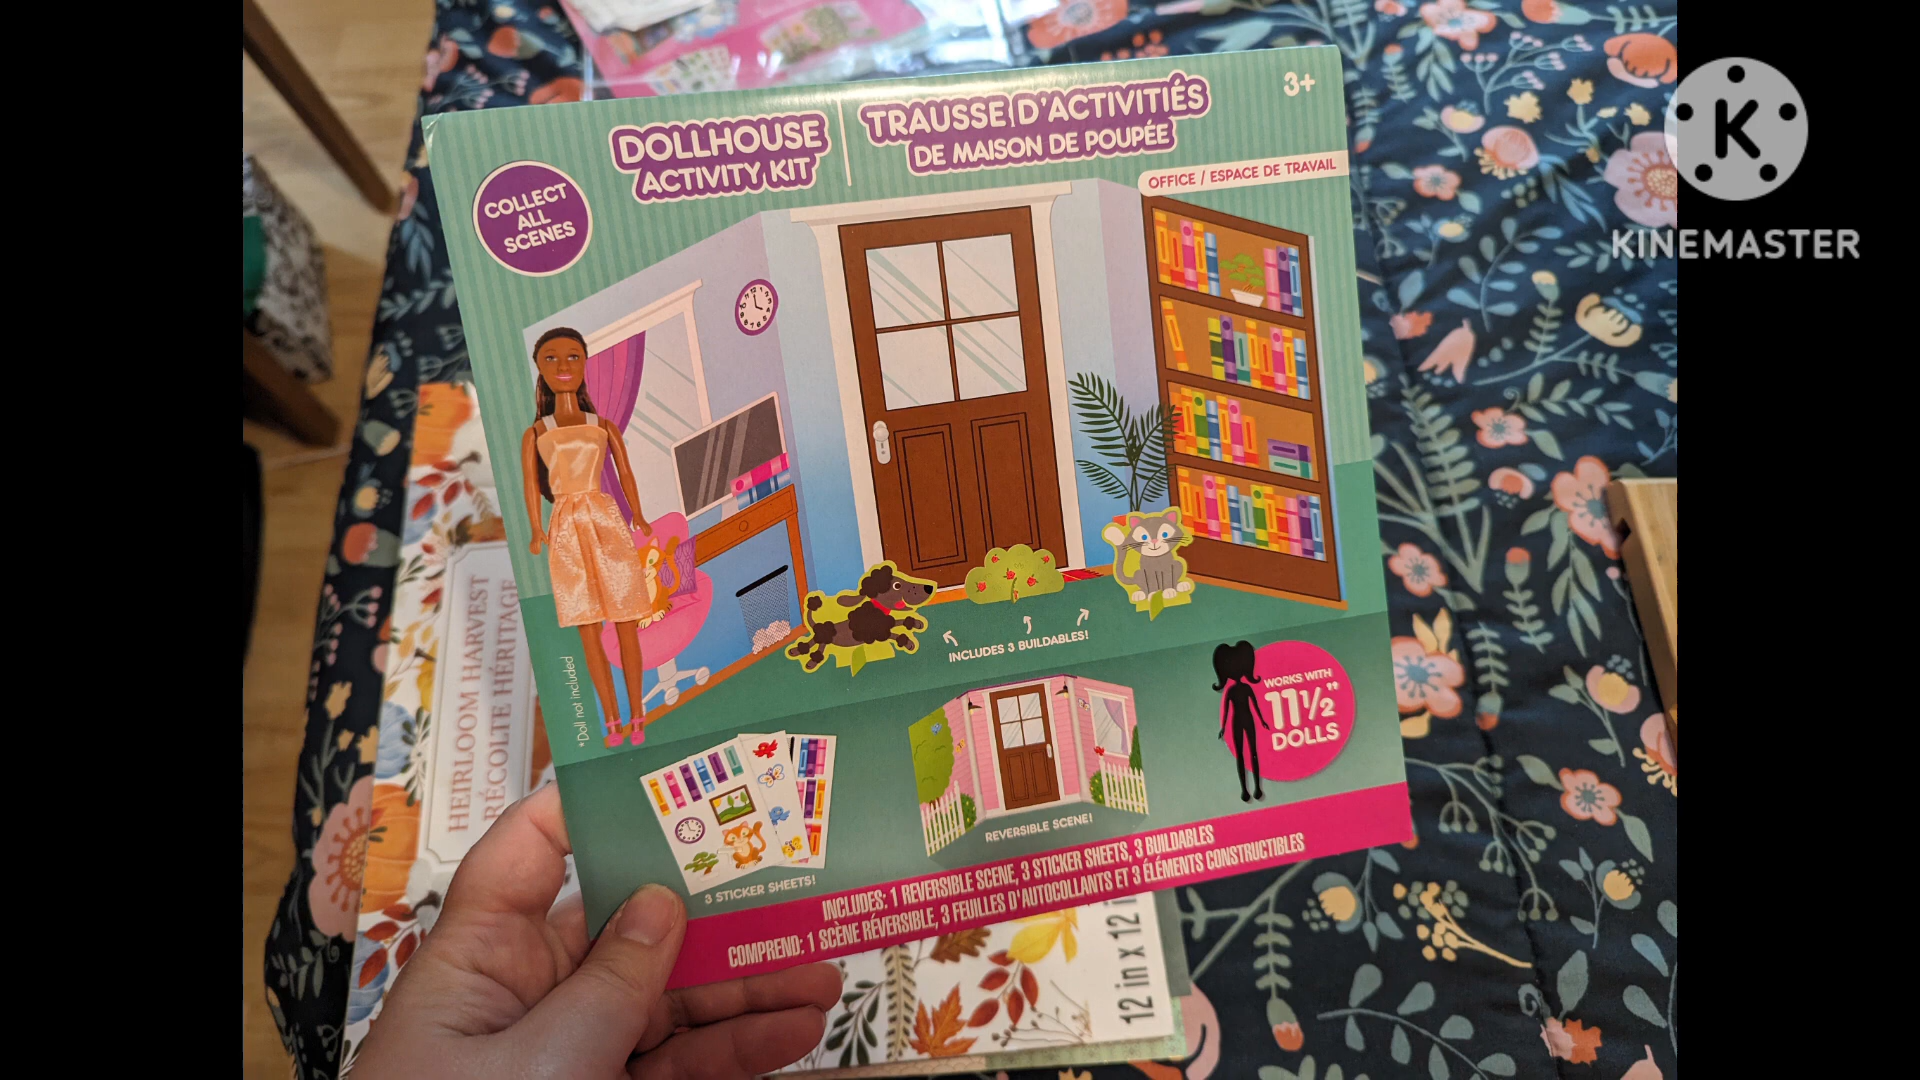 DOLLHOUSE
ACTIVITY KIT
TRAUSSE D'ACTIVITIÉS
DE MAISON DE POUPÉE
3+
OFFICE / ESPACE DE TRAVAIL
COLLECT
ALL
SCENES
K
KINEMASTER
*Doll not included
INCLUDES 3 BUILDABLES!
WORKS WITH
11½"
DOLLS
REVERSIBLE SCENE!
3 STICKER SHEETS!
INCLUDES: 1 REVERSIBLE SCENE, 3 STICKER SHEETS, 3 BUILDABLES
COMPREND: 1 SCÈNE RÉVERSIBLE, 3 FEUILLES D'AUTOCOLLANTS ET 3 ÉLÉMENTS CONSTRUCTIBLES
HEIRLOOM HARVEST
RÉCOLTE HÉRITAGE
12 in x 12 i